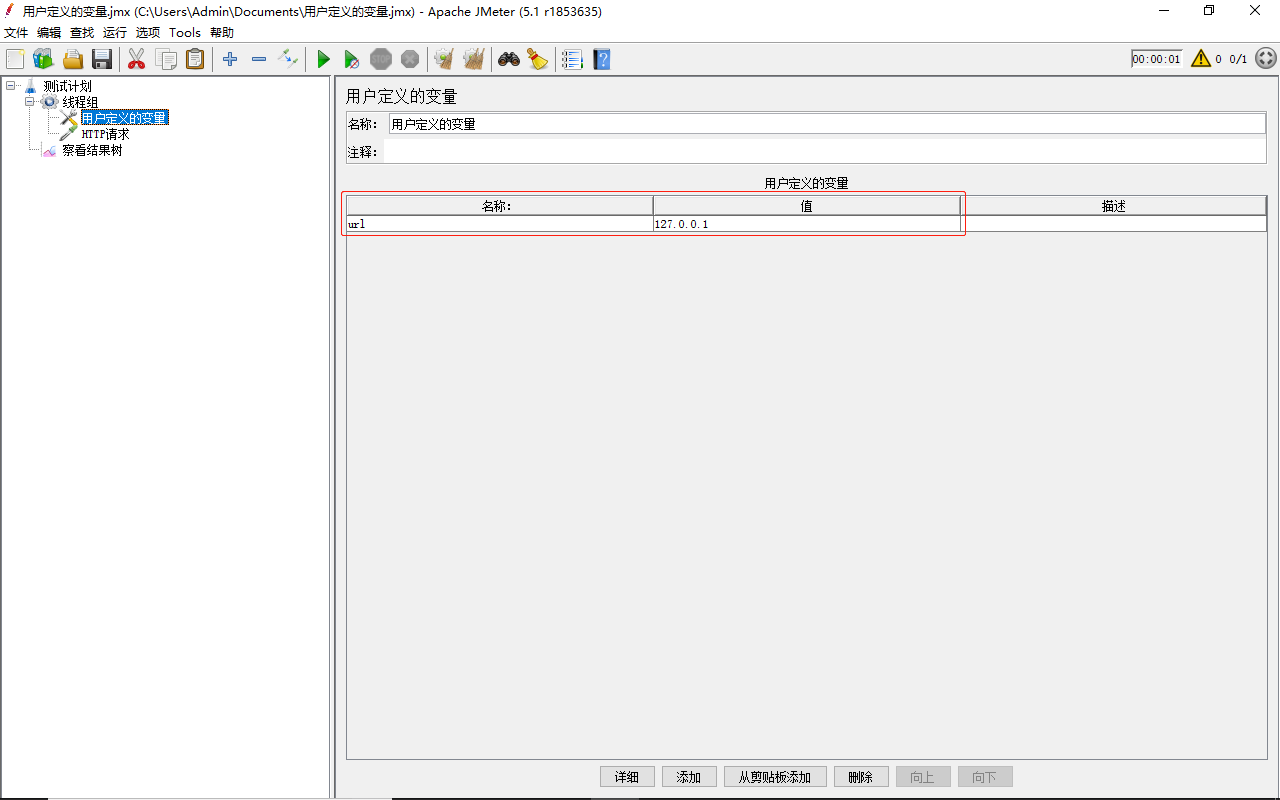 用户定义的变量.jmx (C:\Users\Admin\Documents\用户定义的变量.jmx) - Apache JMeter (5.1 r1853635)
文件 编辑 查找 运行 选项 Tools 帮助
STOP 00:00:01 0 0/1
测试计划
线程组
用户定义的变量
HTTP请求
察看结果树
用户定义的变量
名称: 用户定义的变量
注释:
用户定义的变量
名称: 值 描述
url 127.0.0.1
详细 添加 从剪贴板添加 删除 向上 向下